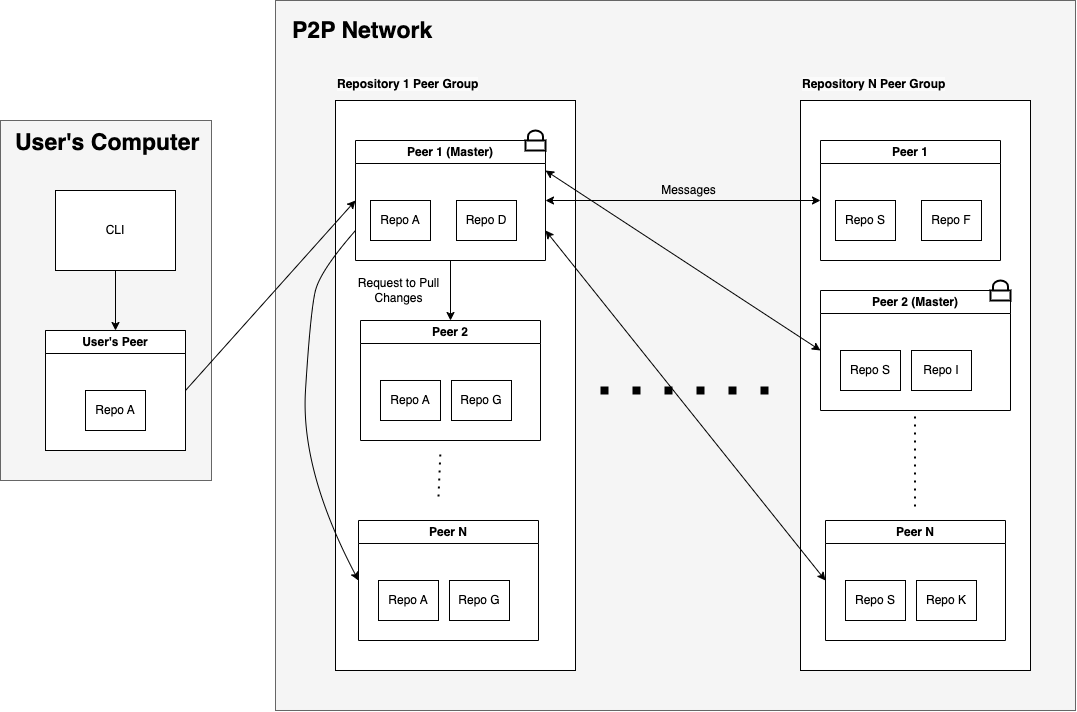 P2P Network
User's Computer
CLI
User's Peer
Repo A
Repository 1 Peer Group
Peer 1 (Master)
Repo A
Repo D
Request to Pull
Changes
Peer 2
Repo A
Repo G
Peer N
Repo A
Repo G
Messages
Repository N Peer Group
Peer 1
Repo S
Repo F
Peer 2 (Master)
Repo S
Repo I
Peer N
Repo S
Repo K